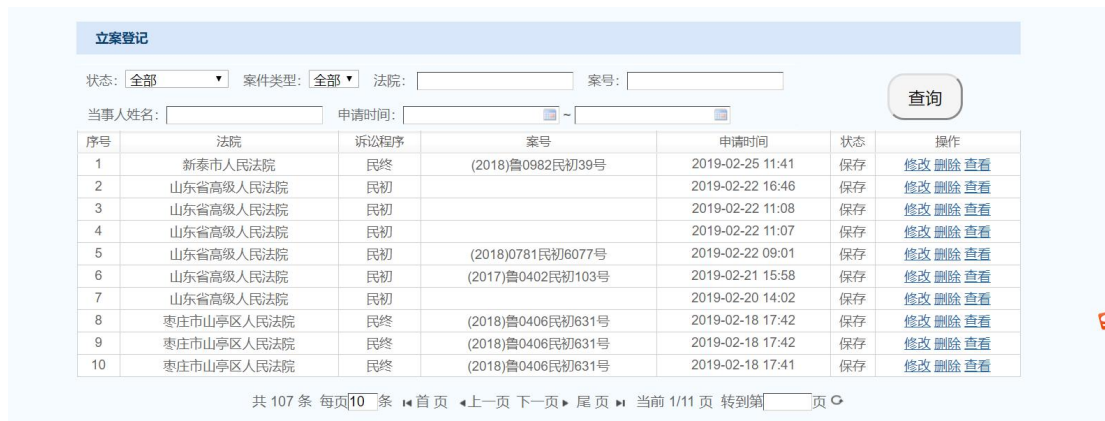 立案登记
状态: 全部 案件类型: 全部 法院: 案号:
查询
当事人姓名: 申请时间: ~
序号 法院 诉讼程序 案号 申请时间 状态 操作
1 新泰市人民法院 民终 (2018)鲁0982民初39号 2019-02-25 11:41 保存 修改 删除 查看
2 山东省高级人民法院 民初 2019-02-22 16:46 保存 修改 删除 查看
3 山东省高级人民法院 民初 2019-02-22 11:08 保存 修改 删除 查看
4 山东省高级人民法院 民初 2019-02-22 11:07 保存 修改 删除 查看
5 山东省高级人民法院 民初 (2018)0781民初6077号 2019-02-22 09:01 保存 修改 删除 查看
6 山东省高级人民法院 民初 (2017)鲁0402民初103号 2019-02-21 15:58 保存 修改 删除 查看
7 山东省高级人民法院 民初 2019-02-20 14:02 保存 修改 删除 查看
8 枣庄市山亭区人民法院 民终 (2018)鲁0406民初631号 2019-02-18 17:42 保存 修改 删除 查看
9 枣庄市山亭区人民法院 民终 (2018)鲁0406民初631号 2019-02-18 17:42 保存 修改 删除 查看
10 枣庄市山亭区人民法院 民终 (2018)鲁0406民初631号 2019-02-18 17:41 保存 修改 删除 查看
共 107 条 每页10 条 首 页 上一页 下一页 尾 页 当前 1/11 页 转到第 页